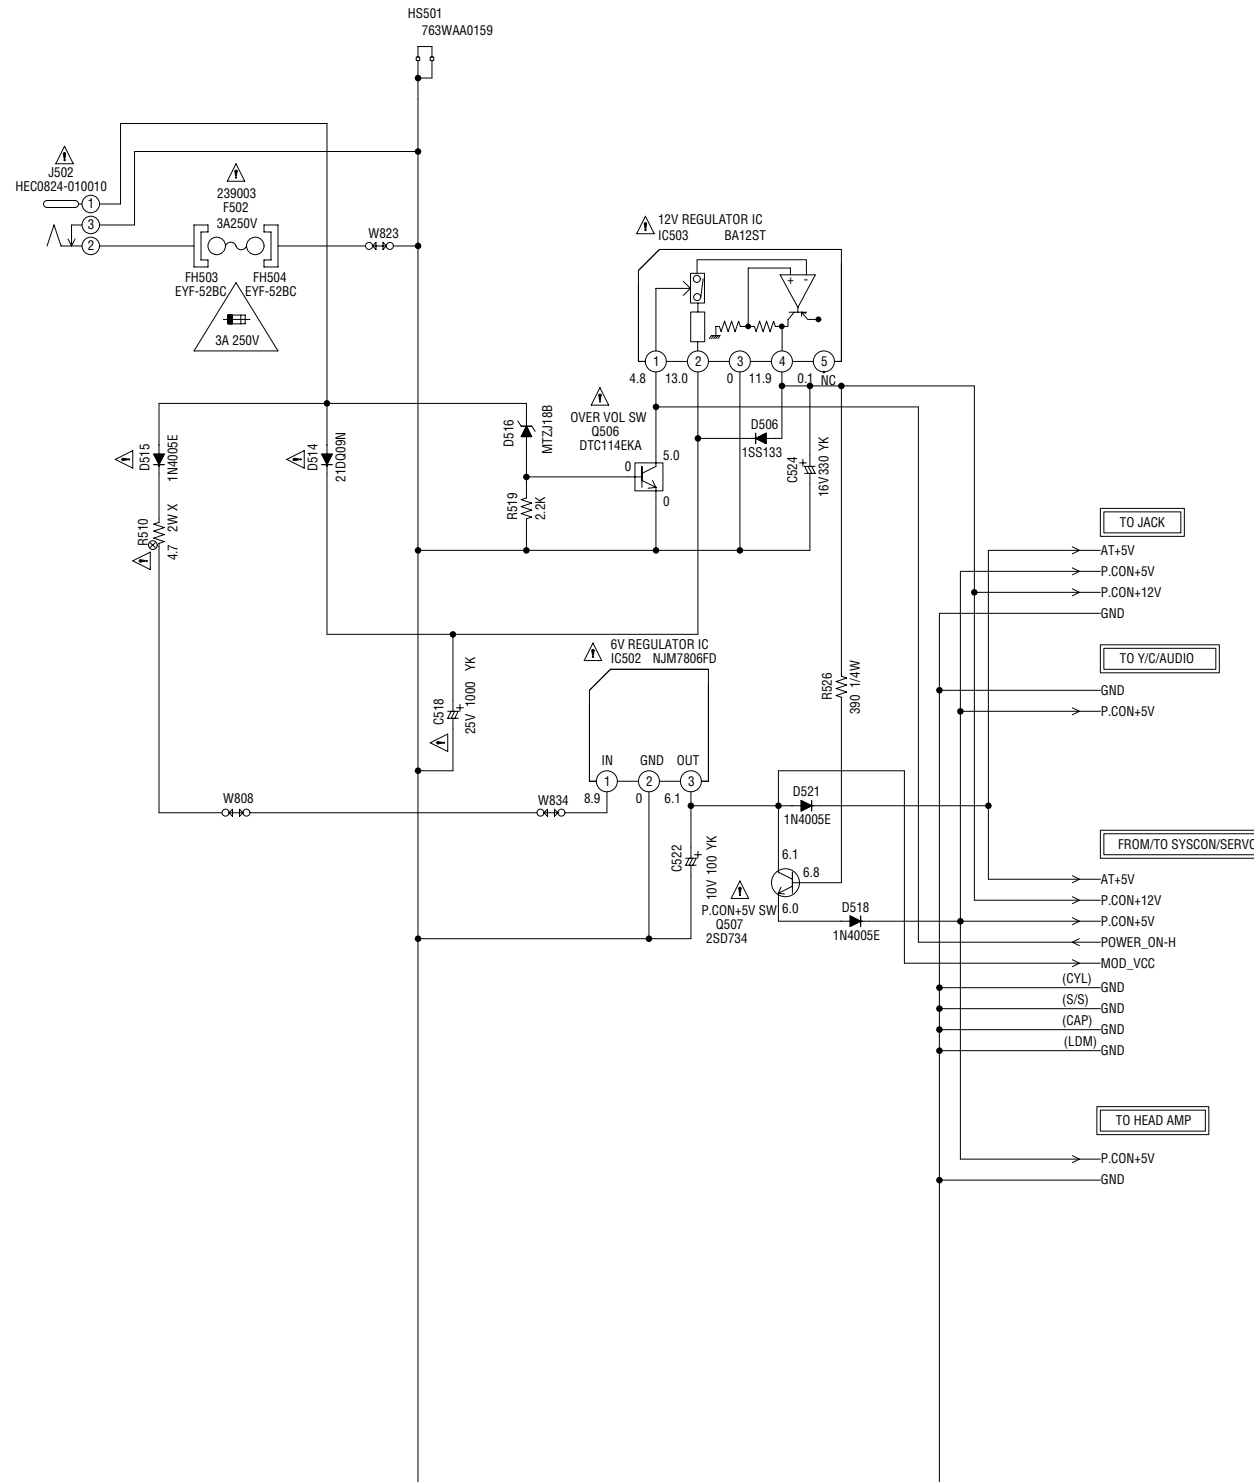 HS501
763WAA0159
J502
HEC0824-010010
1
3
2
239003
F502
3A250V
FH503
EYF-52BC
FH504
EYF-52BC
3A 250V
W823
12V REGULATOR IC
IC503 BA12ST
+ -
1
2
3
4
5
4.8
13.0
0
11.9
0.1
NC
OVER VOL SW
Q506
DTC114EKA
0
5.0
0
D516
MTZJ18B
R519
2.2K
D506
1SS133
C524
+
16V330 YK
D515
1N4005E
D514
21DQ09N
R510
2W X
4.7
C518
+
25V 1000 YK
6V REGULATOR IC
IC502 NJM7806FD
IN
GND
OUT
1
2
3
8.9
0
6.1
W808
W834
R526
390 1/4W
C522
+
10V 100 YK
D521
1N4005E
6.1
6.8
6.0
P.CON+5V SW
Q507
2SD734
D518
1N4005E
TO JACK
AT+5V
P.CON+5V
P.CON+12V
GND
TO Y/C/AUDIO
GND
P.CON+5V
FROM/TO SYSCON/SERVO
AT+5V
P.CON+12V
P.CON+5V
POWER_ON-H
MOD_VCC
(CYL) GND
(S/S) GND
(CAP) GND
(LDM) GND
TO HEAD AMP
P.CON+5V
GND